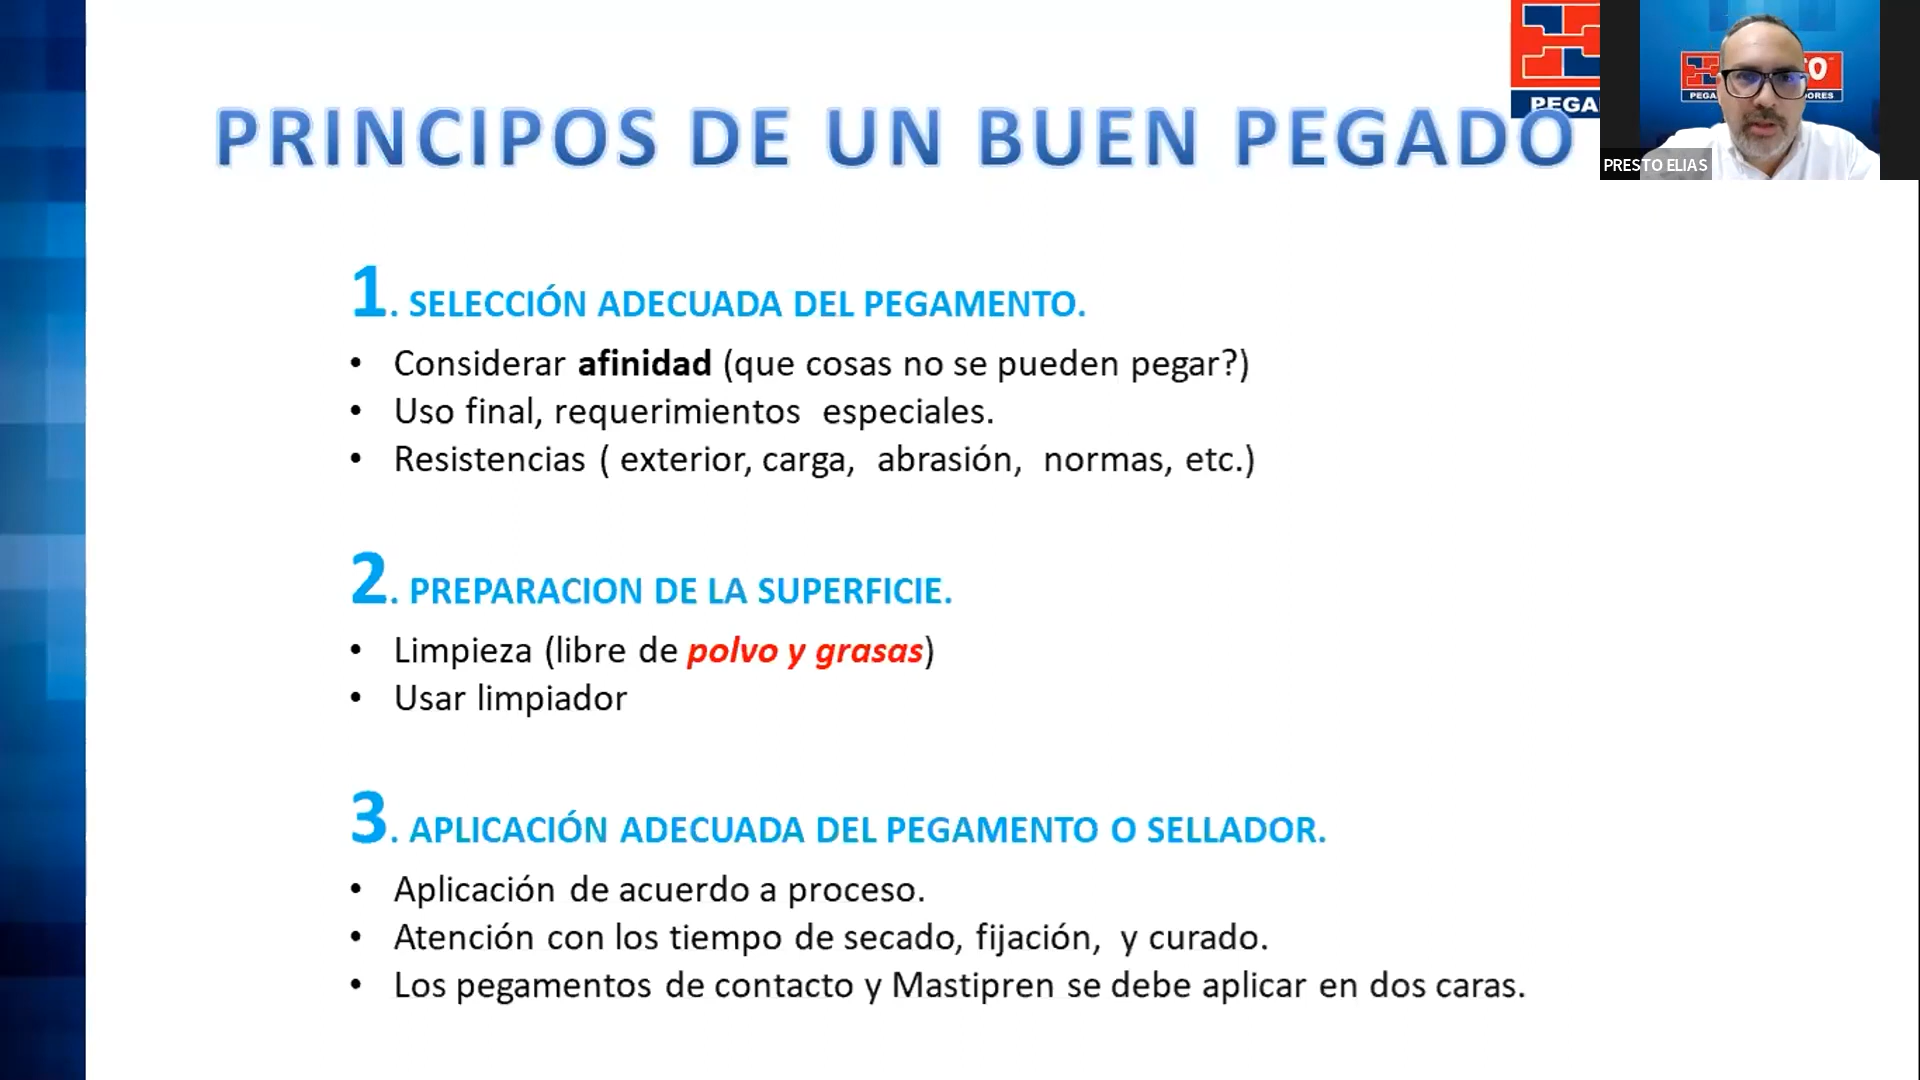 PRINCIPOS DE UN BUEN PEGADO
PEGA
PRESTO ELIAS
1. SELECCIÓN ADECUADA DEL PEGAMENTO.
• Considerar afinidad (que cosas no se pueden pegar?)
• Uso final, requerimientos especiales.
• Resistencias ( exterior, carga, abrasión, normas, etc.)
2. PREPARACION DE LA SUPERFICIE.
• Limpieza (libre de polvo y grasas)
• Usar limpiador
3. APLICACIÓN ADECUADA DEL PEGAMENTO O SELLADOR.
• Aplicación de acuerdo a proceso.
• Atención con los tiempo de secado, fijación, y curado.
• Los pegamentos de contacto y Mastipren se debe aplicar en dos caras.